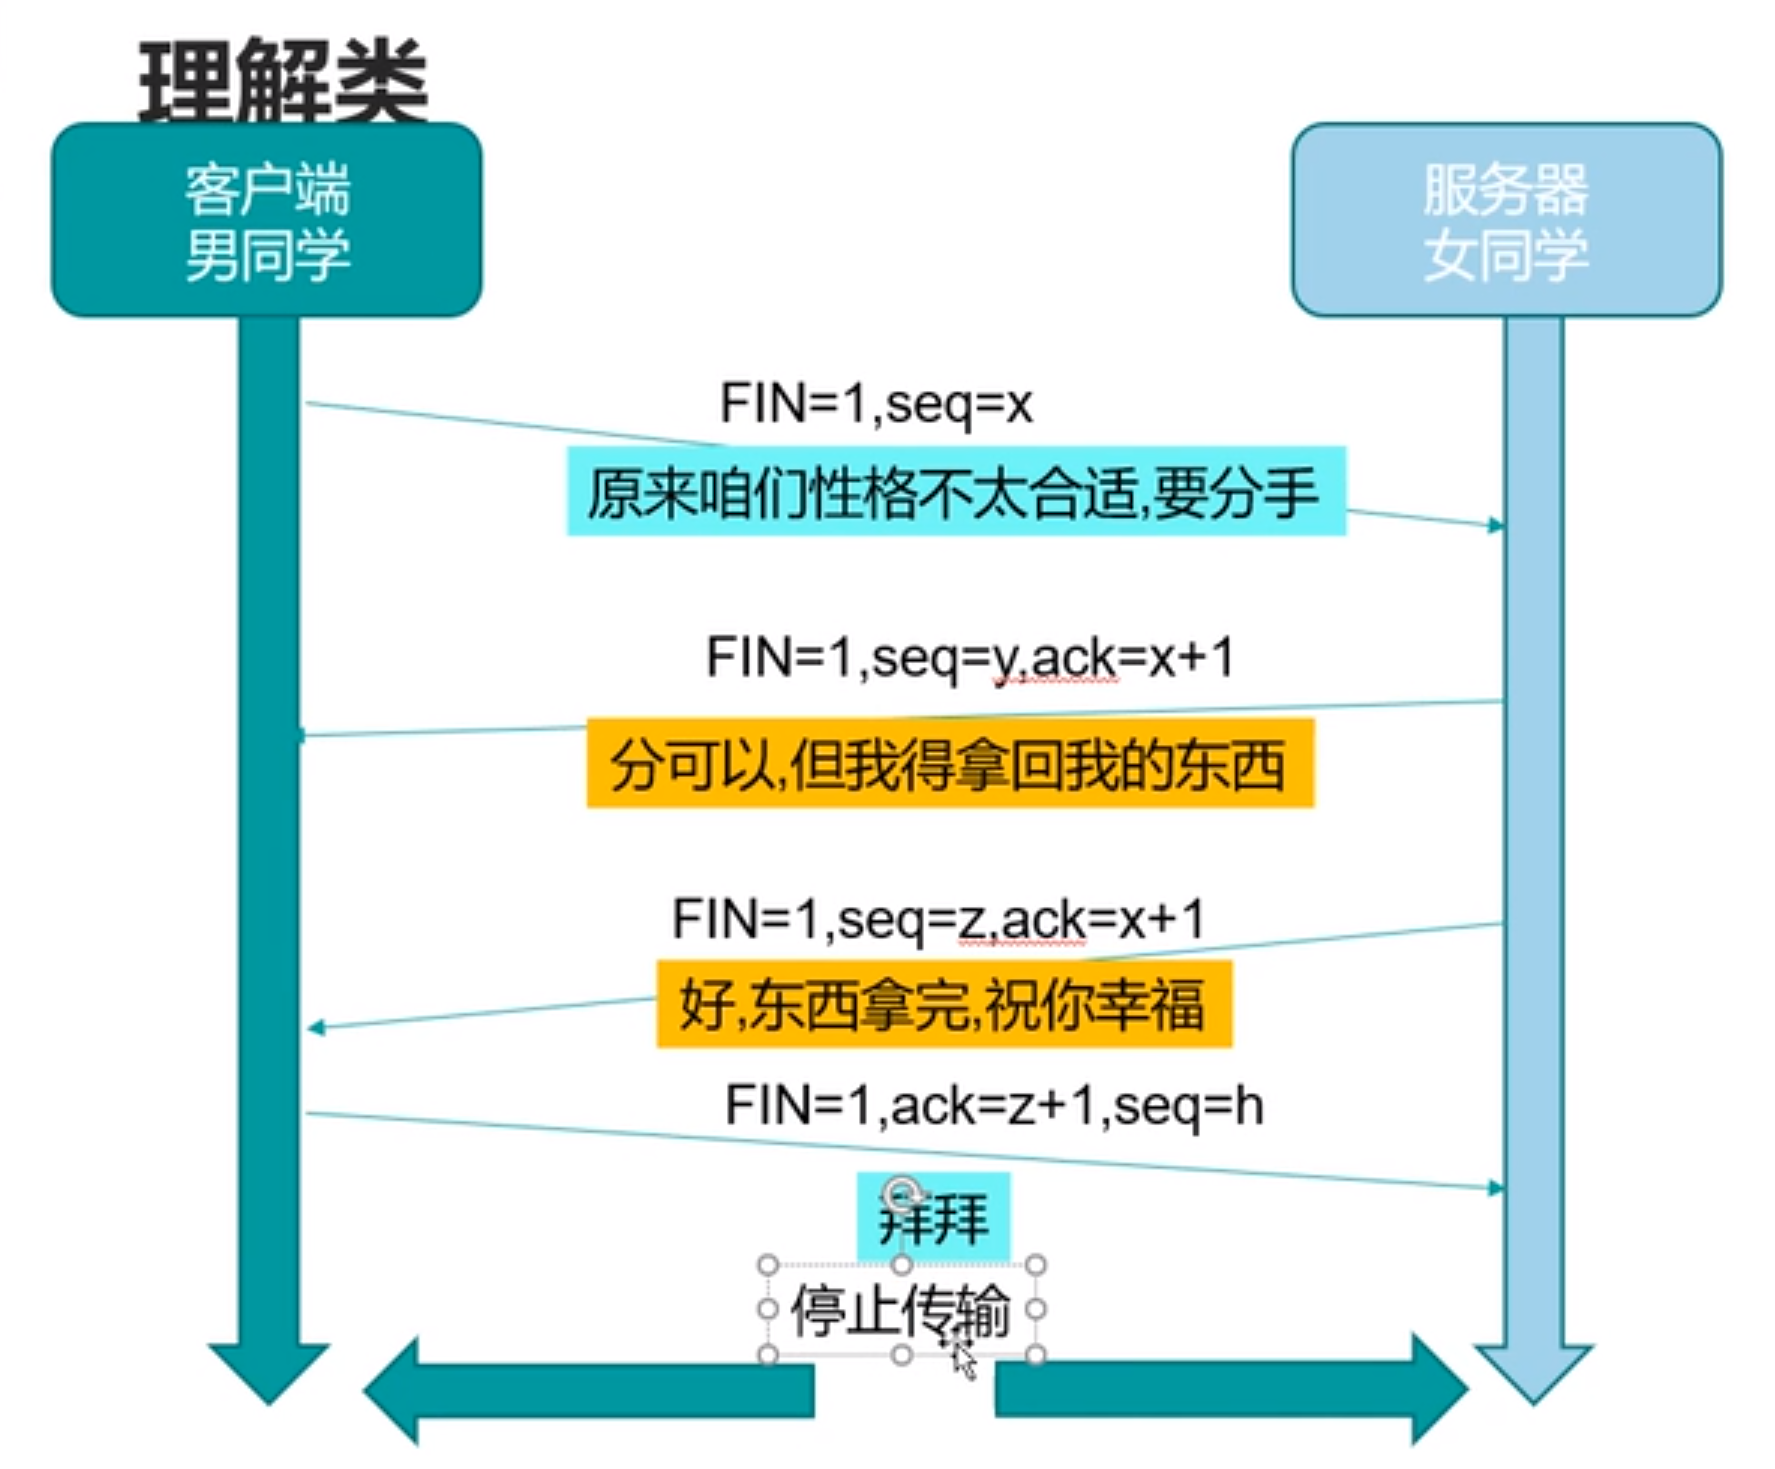 理解类
客户端
男同学
服务器
女同学
FIN=1,seq=x
原来咱们性格不太合适,要分手
FIN=1,seq=y,ack=x+1
分可以,但我得拿回我的东西
FIN=1,seq=z,ack=x+1
好,东西拿完,祝你幸福
FIN=1,ack=z+1,seq=h
拜拜
停止传输